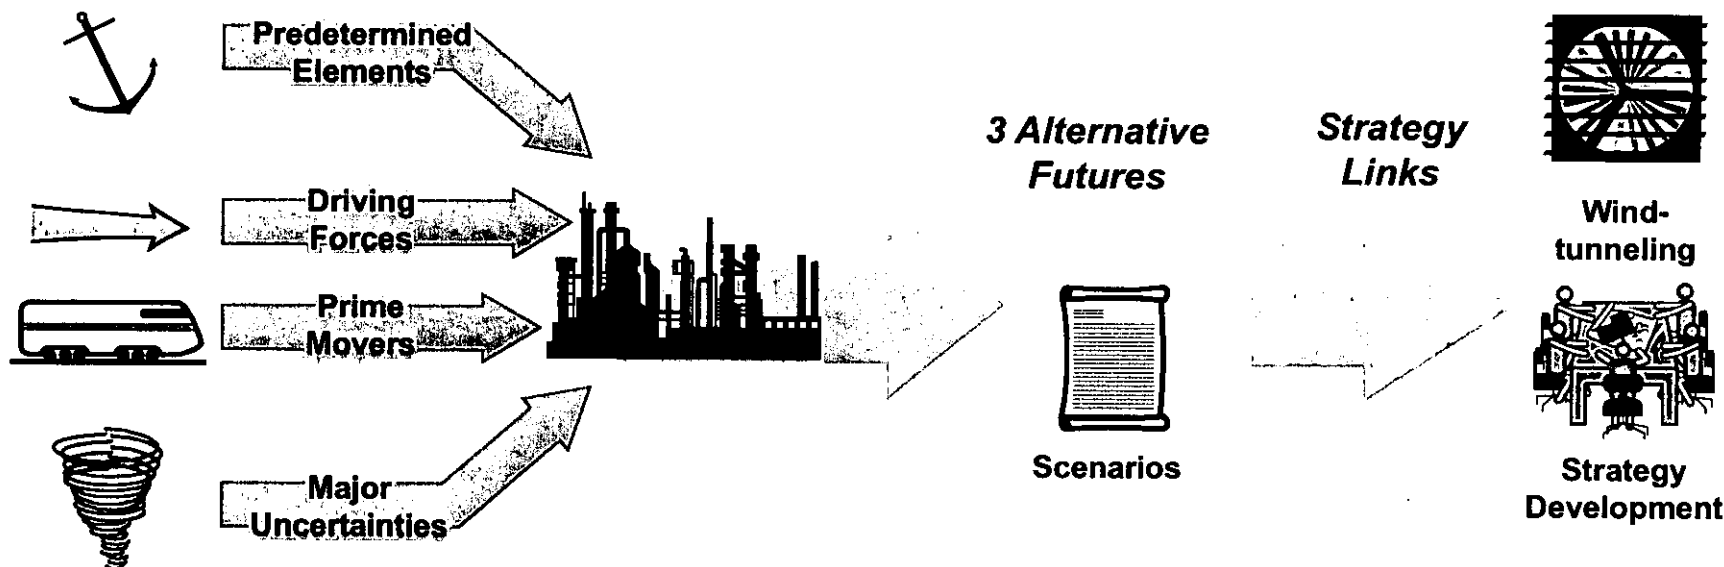 Predetermined
Elements
Driving
Forces
Prime
Movers
Major
Uncertainties
3 Alternative
Futures
Scenarios
Strategy
Links
Wind-
tunneling
Strategy
Development